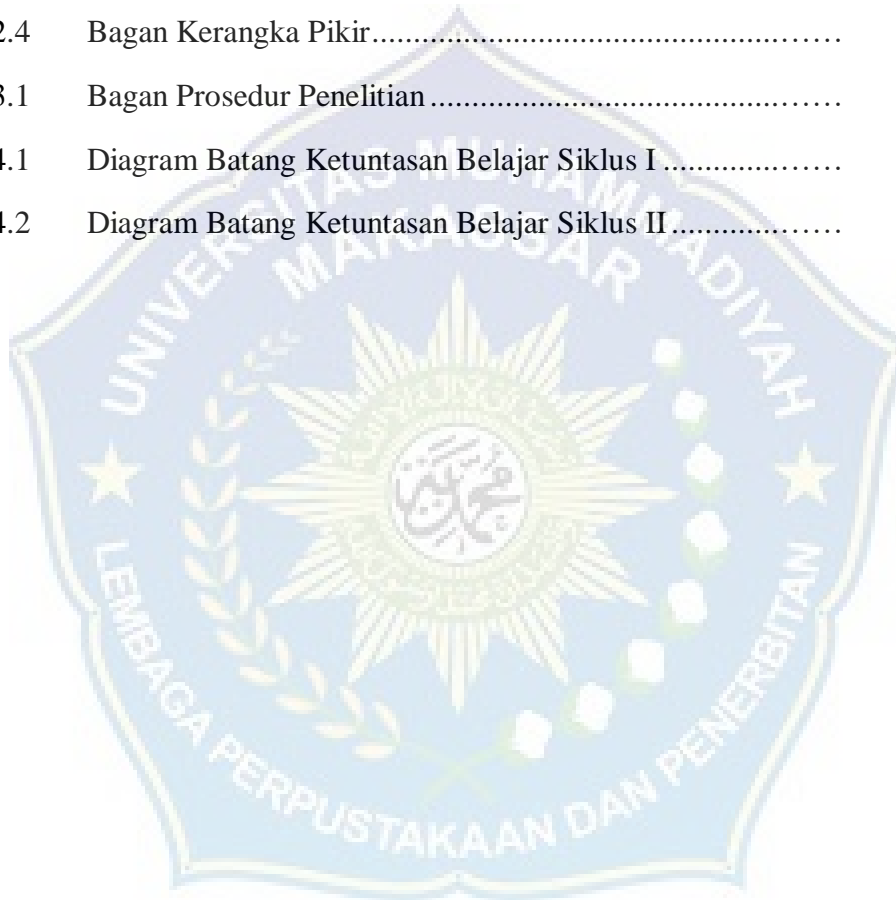 2.4 Bagan Kerangka Pikir...............................................
3.1 Bagan Prosedur Penelitian.........................................
4.1 Diagram Batang Ketuntasan Belajar Siklus I..................
4.2 Diagram Batang Ketuntasan Belajar Siklus II.................
UNIVERSITAS MUHAMMADIYAH
MAKASSAR
LEMBAGA PERPUSTAKAAN DAN PENERBITAN